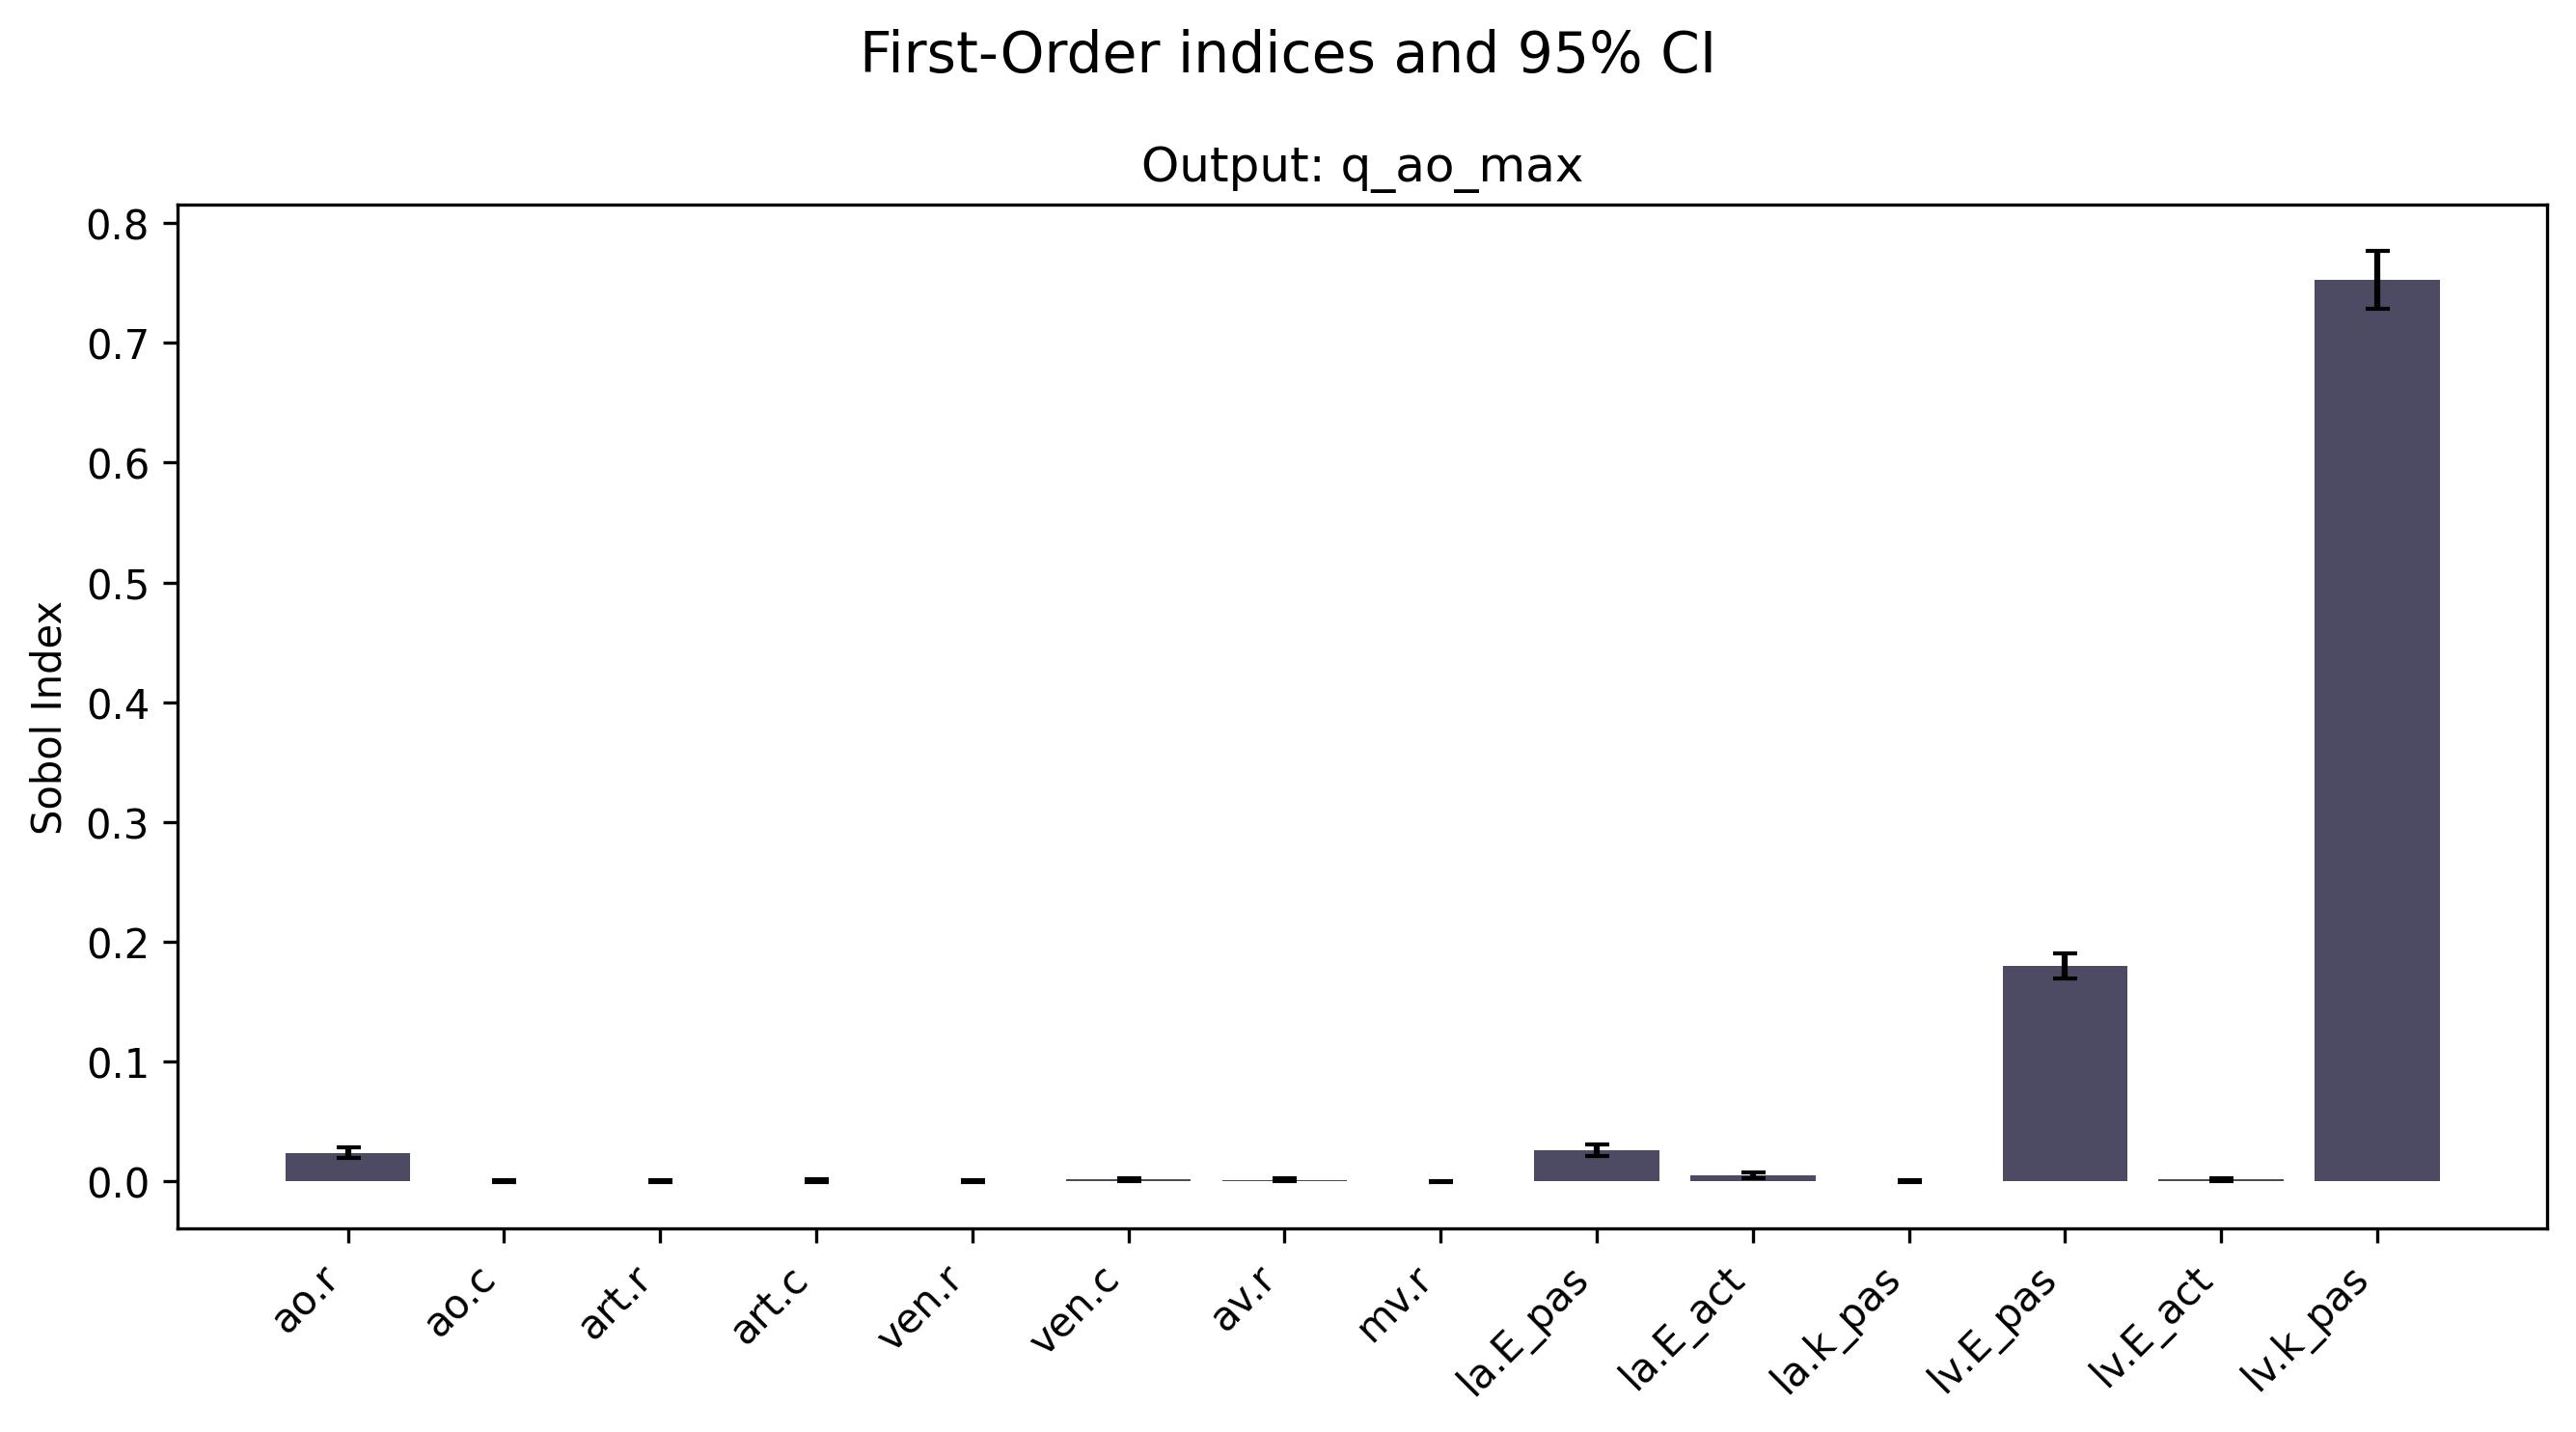 First-Order indices and 95% CI
Output: q_ao_max
Sobol Index
0.8
0.7
0.6
0.5
0.4
0.3
0.2
0.1
0.0
ao.r
ao.c
art.r
art.c
ven.r
ven.c
av.r
mv.r
la.E_pas
la.E_act
la.k_pas
lv.E_pas
lv.E_act
lv.k_pas